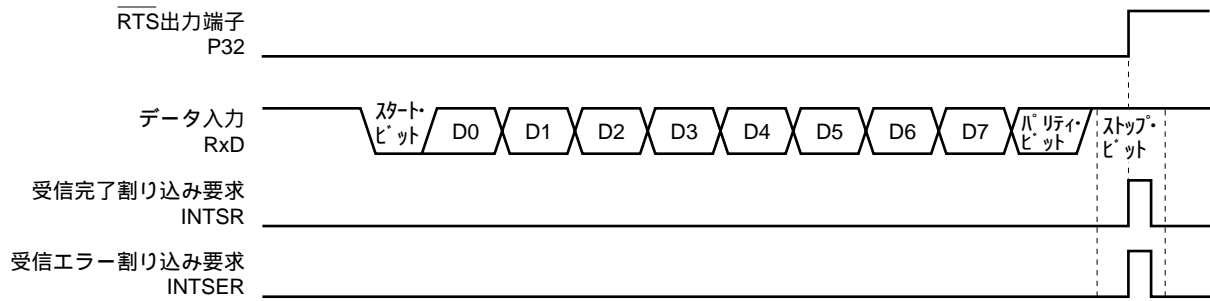 RTS出力端子
P32
データ入力
RxD
スタート・
ビット
D0
D1
D2
D3
D4
D5
D6
D7
パリティ・
ビット
ストップ・
ビット
受信完了割り込み要求
INTSR
受信エラー割り込み要求
INTSER